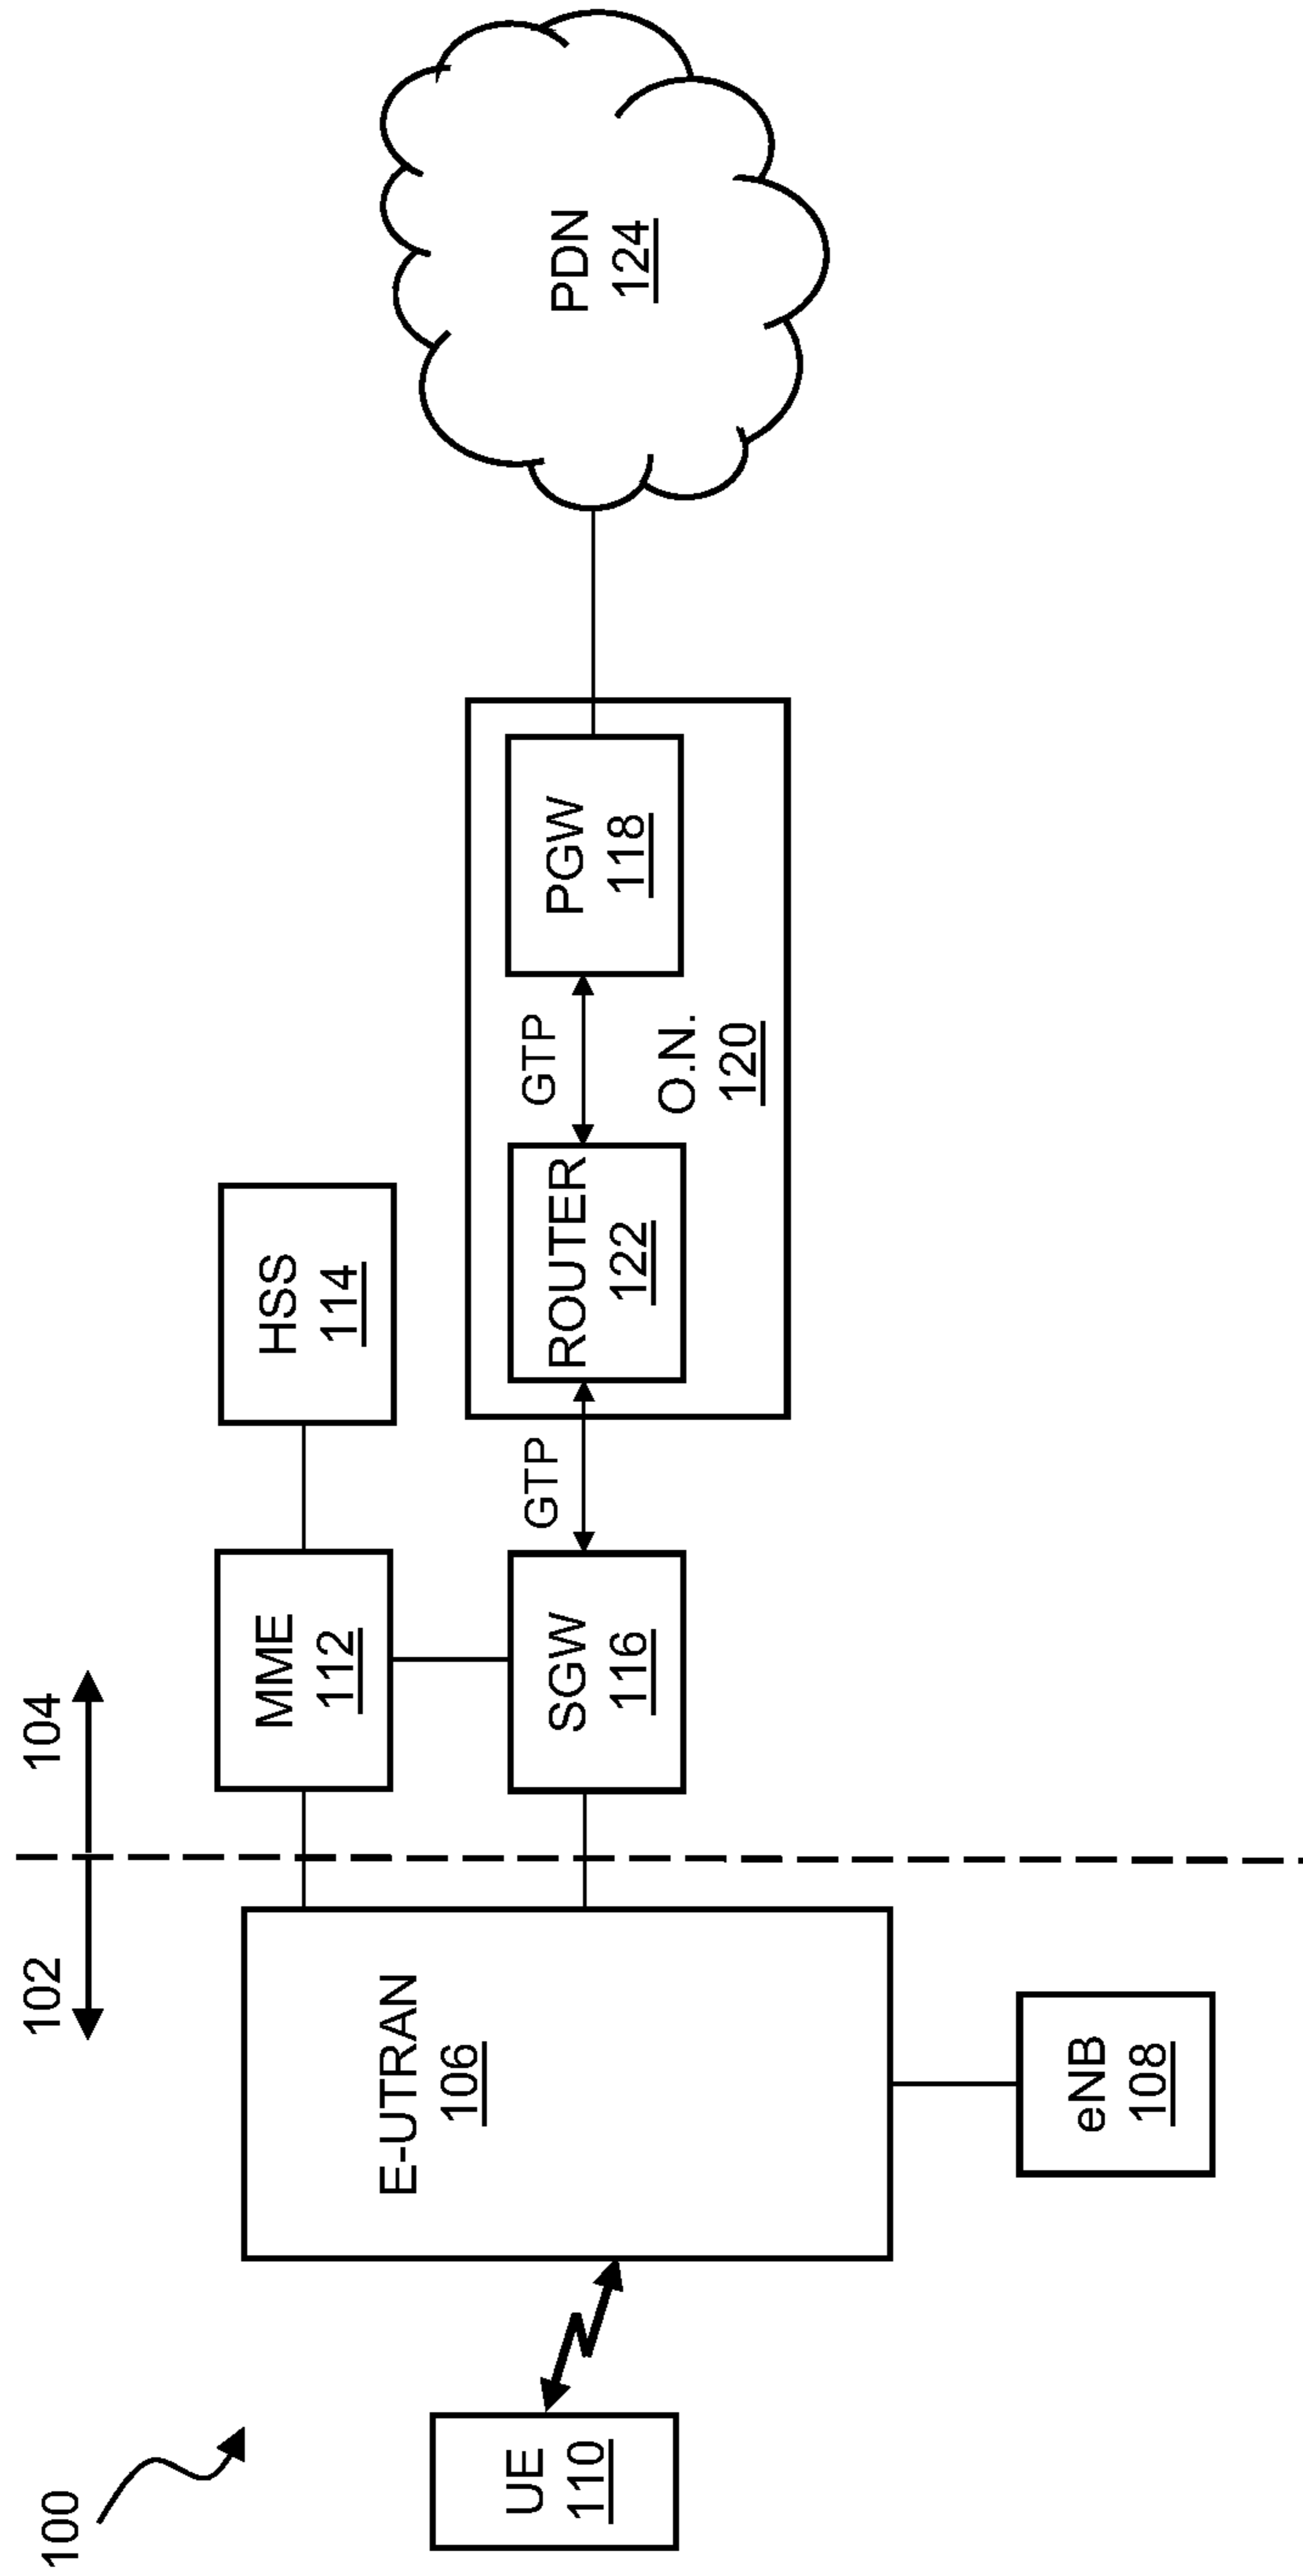 100
102
104
UE
110
E-UTRAN
106
eNB
108
MME
112
HSS
114
SGW
116
GTP
ROUTER
122
GTP
PGW
118
O.N.
120
PDN
124